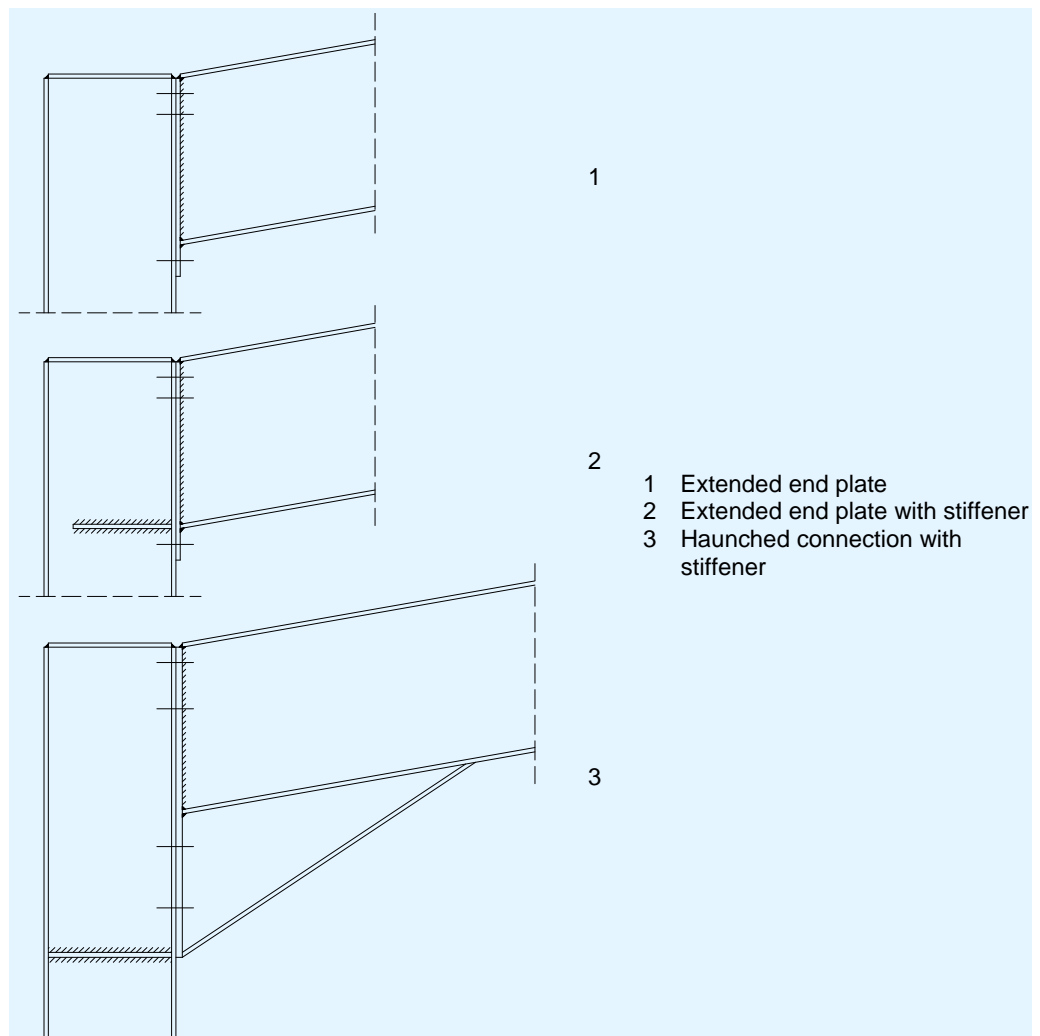 1
2
1 Extended end plate
2 Extended end plate with stiffener
3 Haunched connection with
stiffener
3